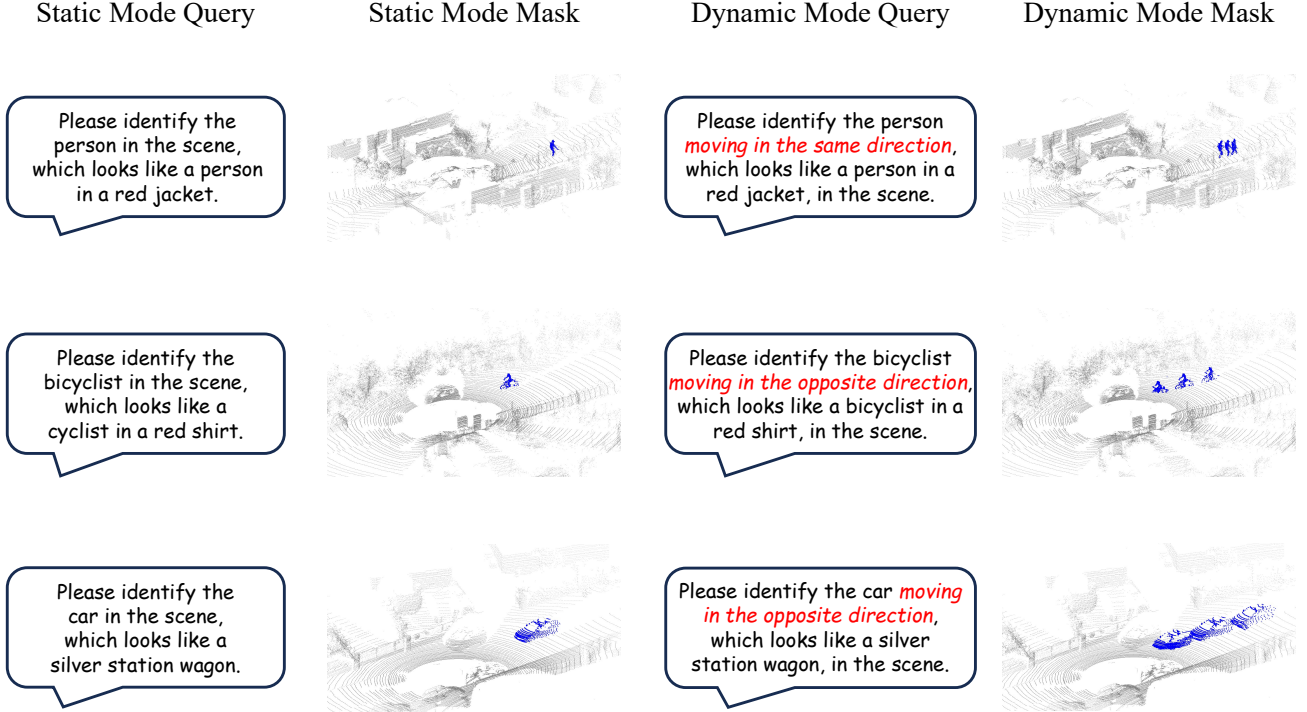 Static Mode Query
Static Mode Mask
Dynamic Mode Query
Dynamic Mode Mask
Please identify the
person in the scene,
which looks like a person
in a red jacket.
Please identify the person
moving in the same direction,
which looks like a person in a
red jacket, in the scene.
Please identify the
bicyclist in the scene,
which looks like a
cyclist in a red shirt.
Please identify the bicyclist
moving in the opposite direction,
which looks like a bicyclist in a
red shirt, in the scene.
Please identify the
car in the scene,
which looks like a
silver station wagon.
Please identify the car moving
in the opposite direction,
which looks like a silver
station wagon, in the scene.